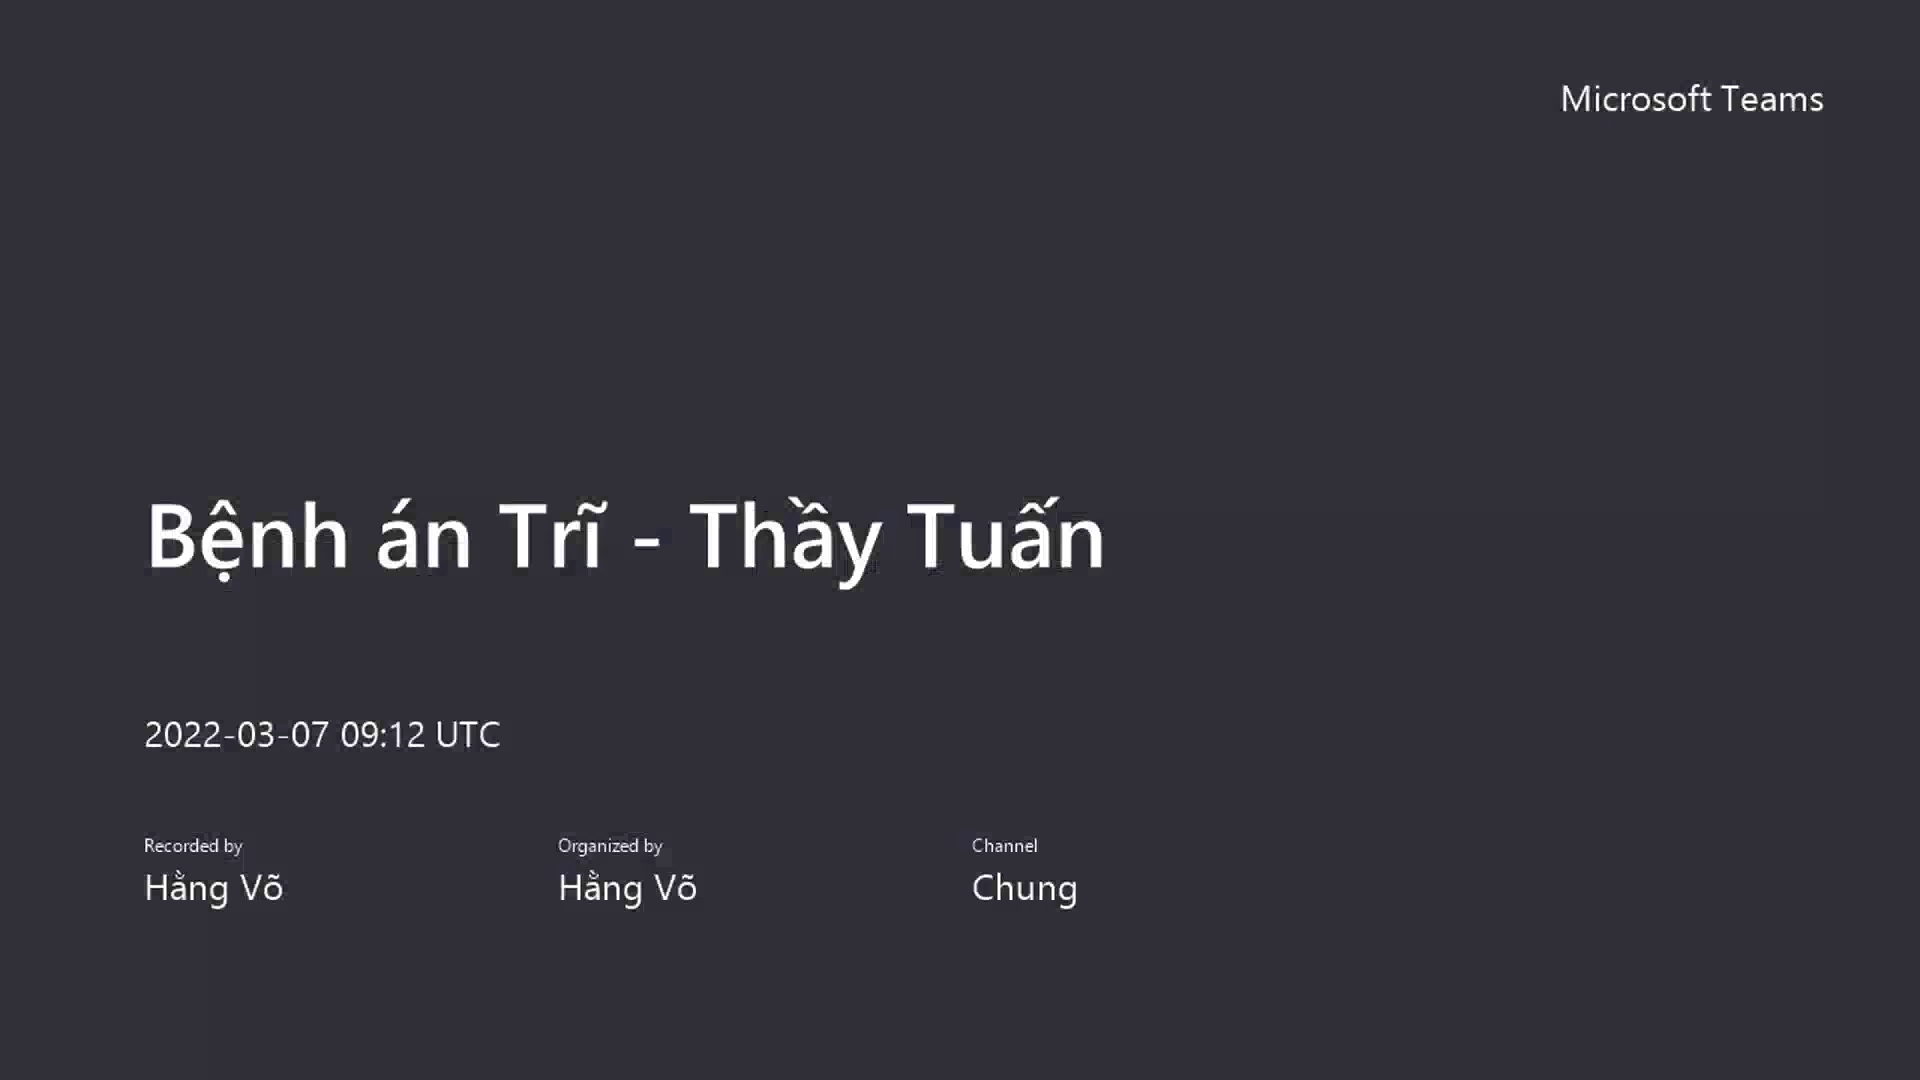 Microsoft Teams
Bệnh án Trĩ - Thầy Tuấn
2022-03-07 09:12 UTC
Recorded by
Hằng Võ
Organized by
Hằng Võ
Channel
Chung